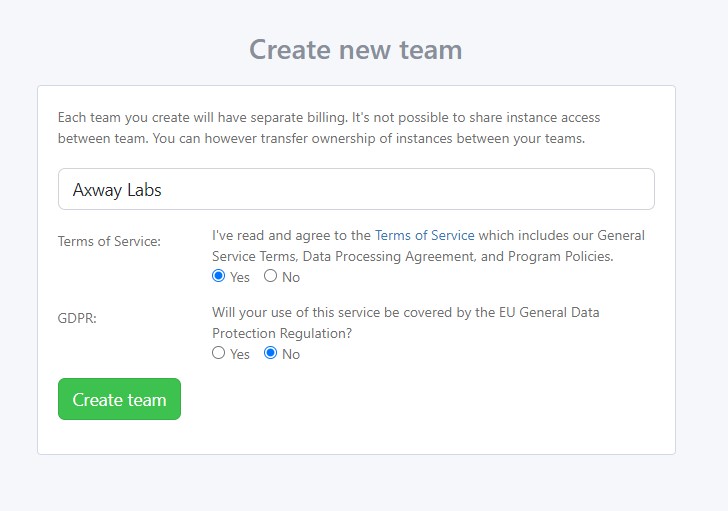 Create new team
Each team you create will have separate billing. It's not possible to share instance access
between team. You can however transfer ownership of instances between your teams.
Axway Labs
Terms of Service:
I've read and agree to the Terms of Service which includes our General
Service Terms, Data Processing Agreement, and Program Policies.
Yes No
GDPR:
Will your use of this service be covered by the EU General Data
Protection Regulation?
Yes No
Create team